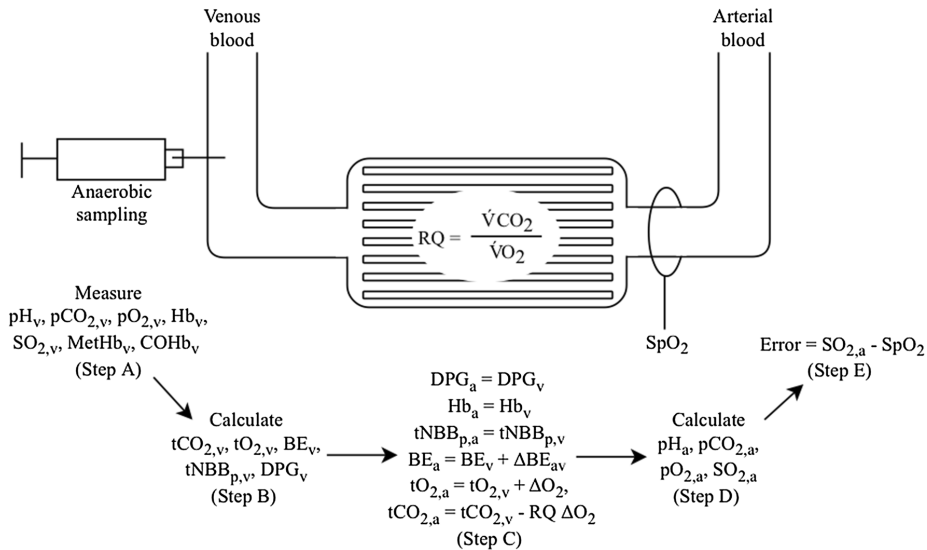 Venous
blood
Arterial
blood
Anaerobic
sampling
RQ = V̇CO₂ / V̇O₂
SpO₂
Measure
pHᵥ, pCO₂,ᵥ, pO₂,ᵥ, Hbᵥ,
SO₂,ᵥ, MetHbᵥ, COHbᵥ
(Step A)
Calculate
tCO₂,ᵥ, tO₂,ᵥ, BEᵥ,
tNBBₚ,ᵥ, DPGᵥ
(Step B)
DPGₐ = DPGᵥ
Hbₐ = Hbᵥ
tNBBₚ,ₐ = tNBBₚ,ᵥ
BEₐ = BEᵥ + ΔBEₐᵥ
tO₂,ₐ = tO₂,ᵥ + ΔO₂,
tCO₂,ₐ = tCO₂,ᵥ - RQ ΔO₂
(Step C)
Calculate
pHₐ, pCO₂,ₐ,
pO₂,ₐ, SO₂,ₐ
(Step D)
Error = SO₂,ₐ - SpO₂
(Step E)